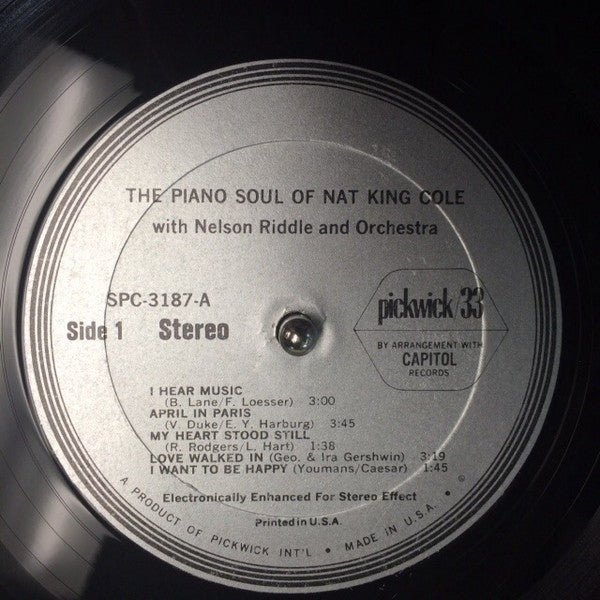 THE PIANO SOUL OF NAT KING COLE
with Nelson Riddle and Orchestra
SPC-3187-A
Side 1 Stereo
pickwick/33
BY ARRANGEMENT WITH
CAPITOL
RECORDS
I HEAR MUSIC
(B. Lane/F. Loesser) 3:00
APRIL IN PARIS
(V. Duke/E. Y. Harburg) 3:45
MY HEART STOOD STILL
(R. Rodgers/L. Hart) 1:38
LOVE WALKED IN (Geo. & Ira Gershwin) 3:19
I WANT TO BE HAPPY (Youmans/Caesar) 1:45
Electronically Enhanced For Stereo Effect
Printed in U.S.A.
A PRODUCT OF PICKWICK INT'L • MADE IN U.S.A. •